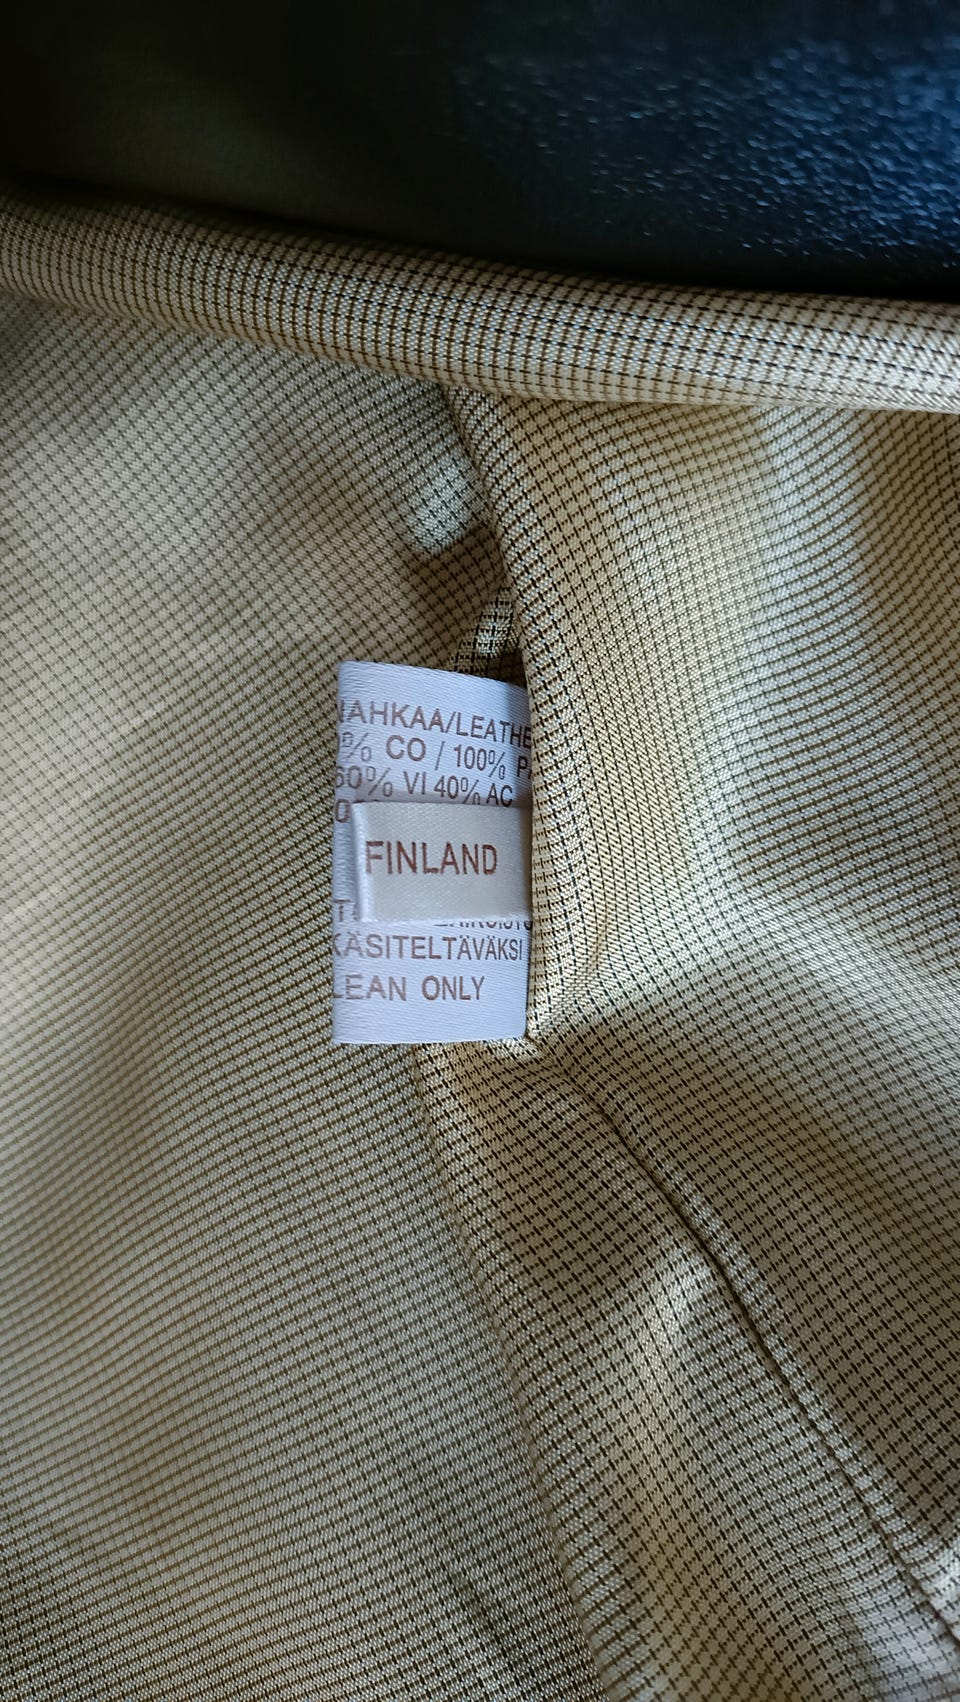 NAHKAA/LEATHE
% CO / 100% P
60% VI 40% AC
FINLAND
KÄSITELTÄVÄKSI
LEAN ONLY